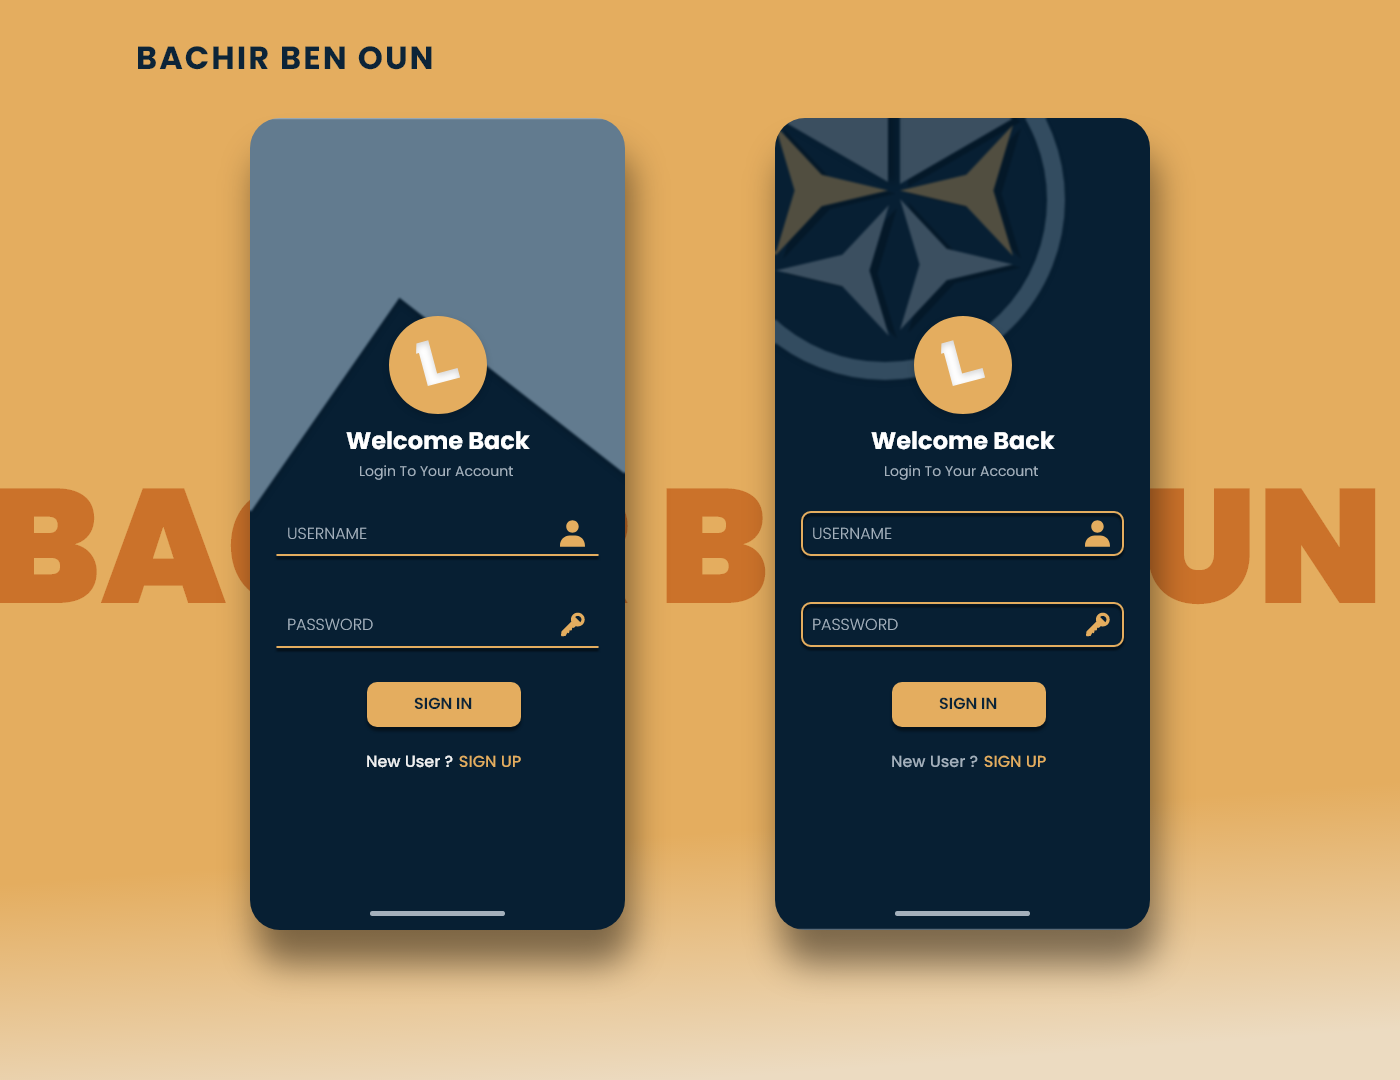 BACHIR BEN OUN
L
Welcome Back
Login To Your Account
USERNAME
PASSWORD
SIGN IN
New User ? SIGN UP
L
Welcome Back
Login To Your Account
USERNAME
PASSWORD
SIGN IN
New User ? SIGN UP
BA B UN